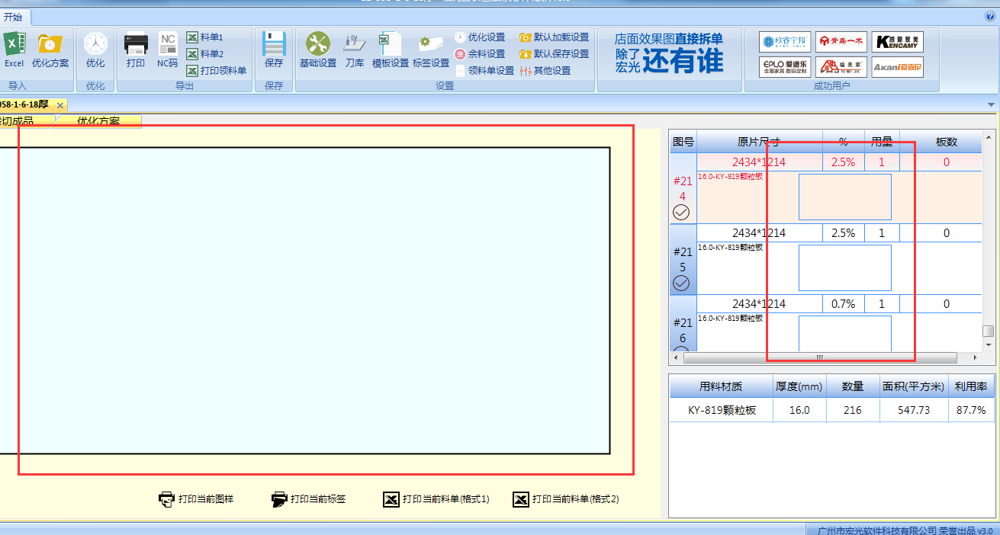 开始
Excel
优化方案
导入
优化
优化
打印
NC
NC码
料单1
料单2
打印领料单
导出
保存
保存
基础设置
刀库
模板设置
标签设置
优化设置
余料设置
领料单设置
默认加载设置
默认保存设置
其他设置
设置
店面效果图直接拆单
除了
宏光
还有谁
欧睿宇邦
青高一木
凯恩家美
KENCAMY
EPLO 爱谱乐
全屋家具 数码定制
福美家
FU MEI JIA
AKani爱嘉尼
成功用户
058-1-6-18厚
切成品
优化方案
图号
原片尺寸
%
用量
板数
#214
2434*1214
2.5%
1
0
16.0-KY-819颗粒板
#215
2434*1214
2.5%
1
0
16.0-KY-819颗粒板
#216
2434*1214
0.7%
1
0
16.0-KY-819颗粒板
用料材质
厚度(mm)
数量
面积(平方米)
利用率
KY-819颗粒板
16.0
216
547.73
87.7%
打印当前图样
打印当前标签
打印当前料单(格式1)
打印当前料单(格式2)
广州市宏光软件科技有限公司 荣誉出品 v3.0